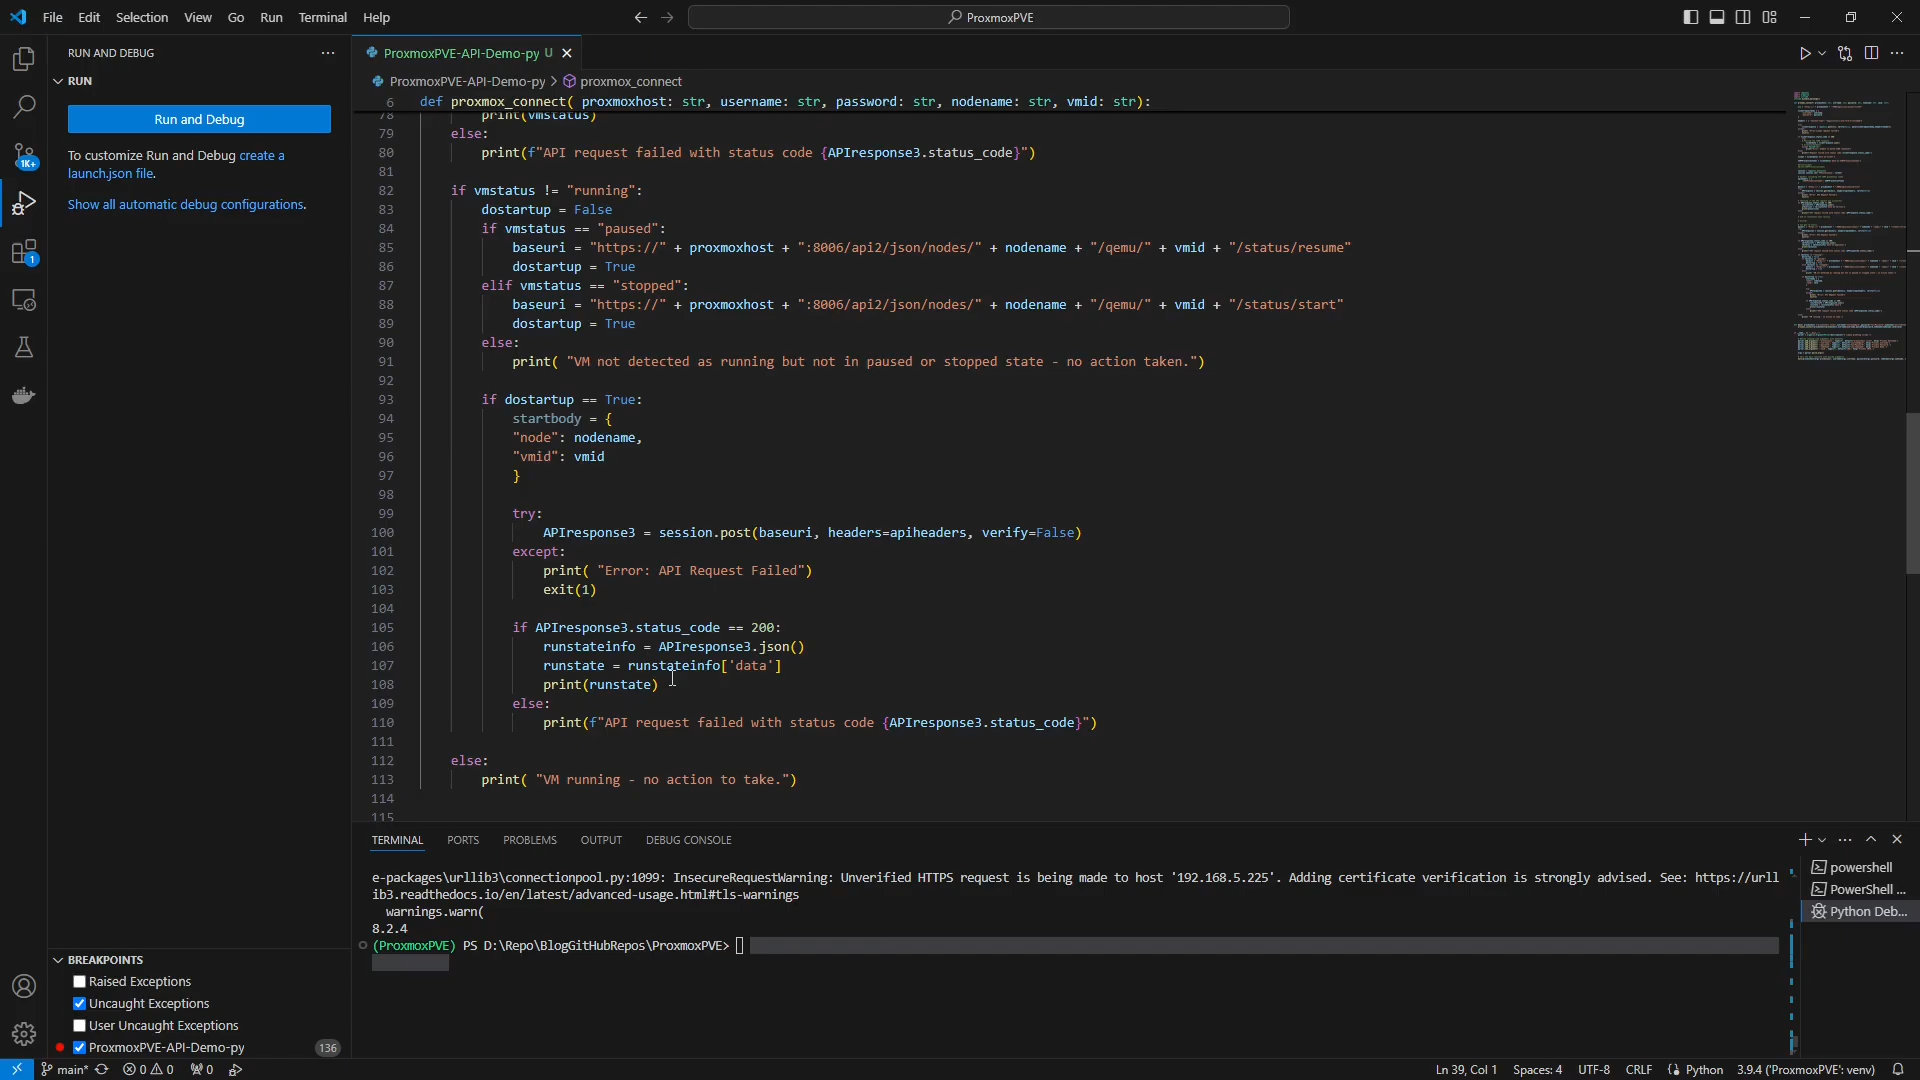 File Edit Selection View Go Run Terminal Help
ProxmoxPVE
RUN AND DEBUG
RUN
Run and Debug
To customize Run and Debug create a
launch.json file.
Show all automatic debug configurations.
ProxmoxPVE-API-Demo-py U
ProxmoxPVE-API-Demo-py > proxmox_connect
6 def proxmox_connect( proxmoxhost: str, username: str, password: str, nodename: str, vmid: str):
78 print(vmstatus)
79 else:
80 print(f"API request failed with status code {APIresponse3.status_code}")
81
82 if vmstatus != "running":
83 dostartup = False
84 if vmstatus == "paused":
85 baseuri = "https://" + proxmoxhost + ":8006/api2/json/nodes/" + nodename + "/qemu/" + vmid + "/status/resume"
86 dostartup = True
87 elif vmstatus == "stopped":
88 baseuri = "https://" + proxmoxhost + ":8006/api2/json/nodes/" + nodename + "/qemu/" + vmid + "/status/start"
89 dostartup = True
90 else:
91 print( "VM not detected as running but not in paused or stopped state - no action taken.")
92
93 if dostartup == True:
94 startbody = {
95 "node": nodename,
96 "vmid": vmid
97 }
98
99 try:
100 APIresponse3 = session.post(baseuri, headers=apiheaders, verify=False)
101 except:
102 print( "Error: API Request Failed")
103 exit(1)
104
105 if APIresponse3.status_code == 200:
106 runstateinfo = APIresponse3.json()
107 runstate = runstateinfo['data']
108 print(runstate)
109 else:
110 print(f"API request failed with status code {APIresponse3.status_code}")
111
112 else:
113 print( "VM running - no action to take.")
114
115
TERMINAL PORTS PROBLEMS OUTPUT DEBUG CONSOLE
e-packages\urllib3\connectionpool.py:1099: InsecureRequestWarning: Unverified HTTPS request is being made to host '192.168.5.225'. Adding certificate verification is strongly advised. See: https://urll
ib3.readthedocs.io/en/latest/advanced-usage.html#tls-warnings
warnings.warn(
8.2.4
(ProxmoxPVE) PS D:\Repo\BlogGitHubRepos\ProxmoxPVE>
powershell
PowerShell ...
Python Deb...
1K+
1
BREAKPOINTS
Raised Exceptions
Uncaught Exceptions
User Uncaught Exceptions
ProxmoxPVE-API-Demo-py 136
main* 0 0 0
Ln 39, Col 1 Spaces: 4 UTF-8 CRLF Python 3.9.4 ('ProxmoxPVE': venv)